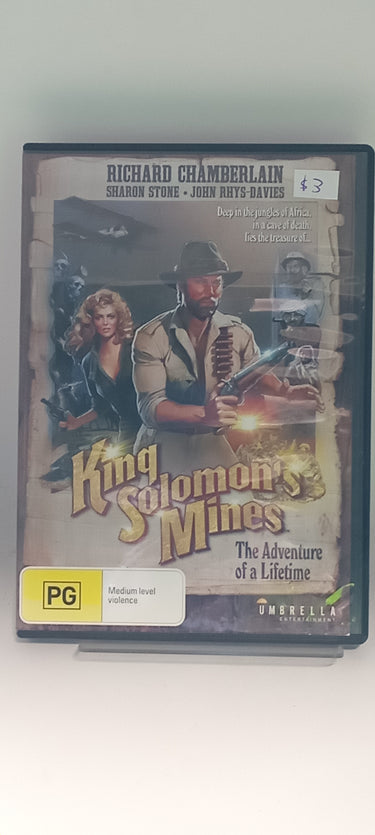 RICHARD CHAMBERLAIN
SHARON STONE • JOHN RHYS-DAVIES
$3
Deep in the jungles of Africa,
in a cave of death,
lies the treasure of...
King
Solomon's
Mines
The Adventure
of a Lifetime
PG
Medium level
violence
UMBRELLA
ENTERTAINMENT